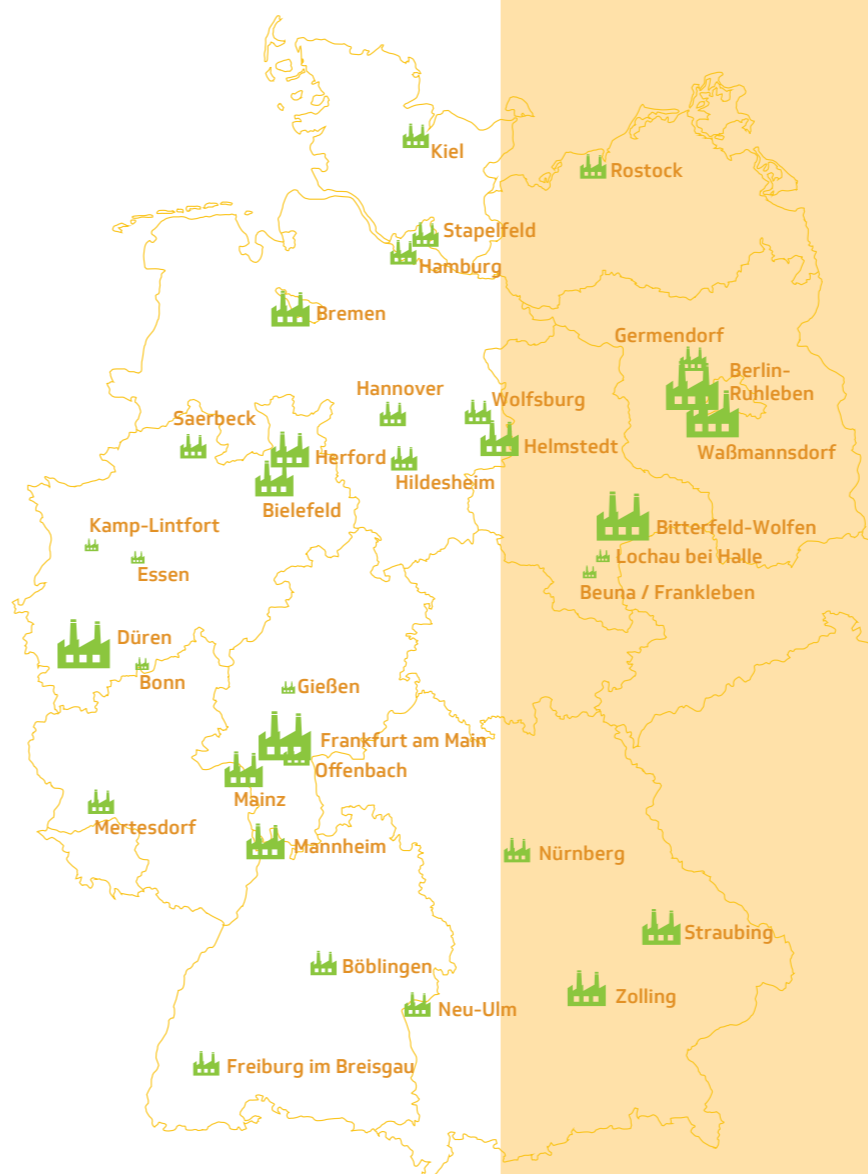 Kiel
Rostock
Stapelfeld
Hamburg
Bremen
Germendorf
Berlin-
Ruhleben
Hannover
Wolfsburg
Saerbeck
Herford
Helmstedt
Waßmannsdorf
Hildesheim
Bielefeld
Kamp-Lintfort
Bitterfeld-Wolfen
Lochau bei Halle
Essen
Beuna / Frankleben
Düren
Bonn
Gießen
Frankfurt am Main
Offenbach
Mainz
Mertesdorf
Mannheim
Nürnberg
Straubing
Böblingen
Zolling
Neu-Ulm
Freiburg im Breisgau